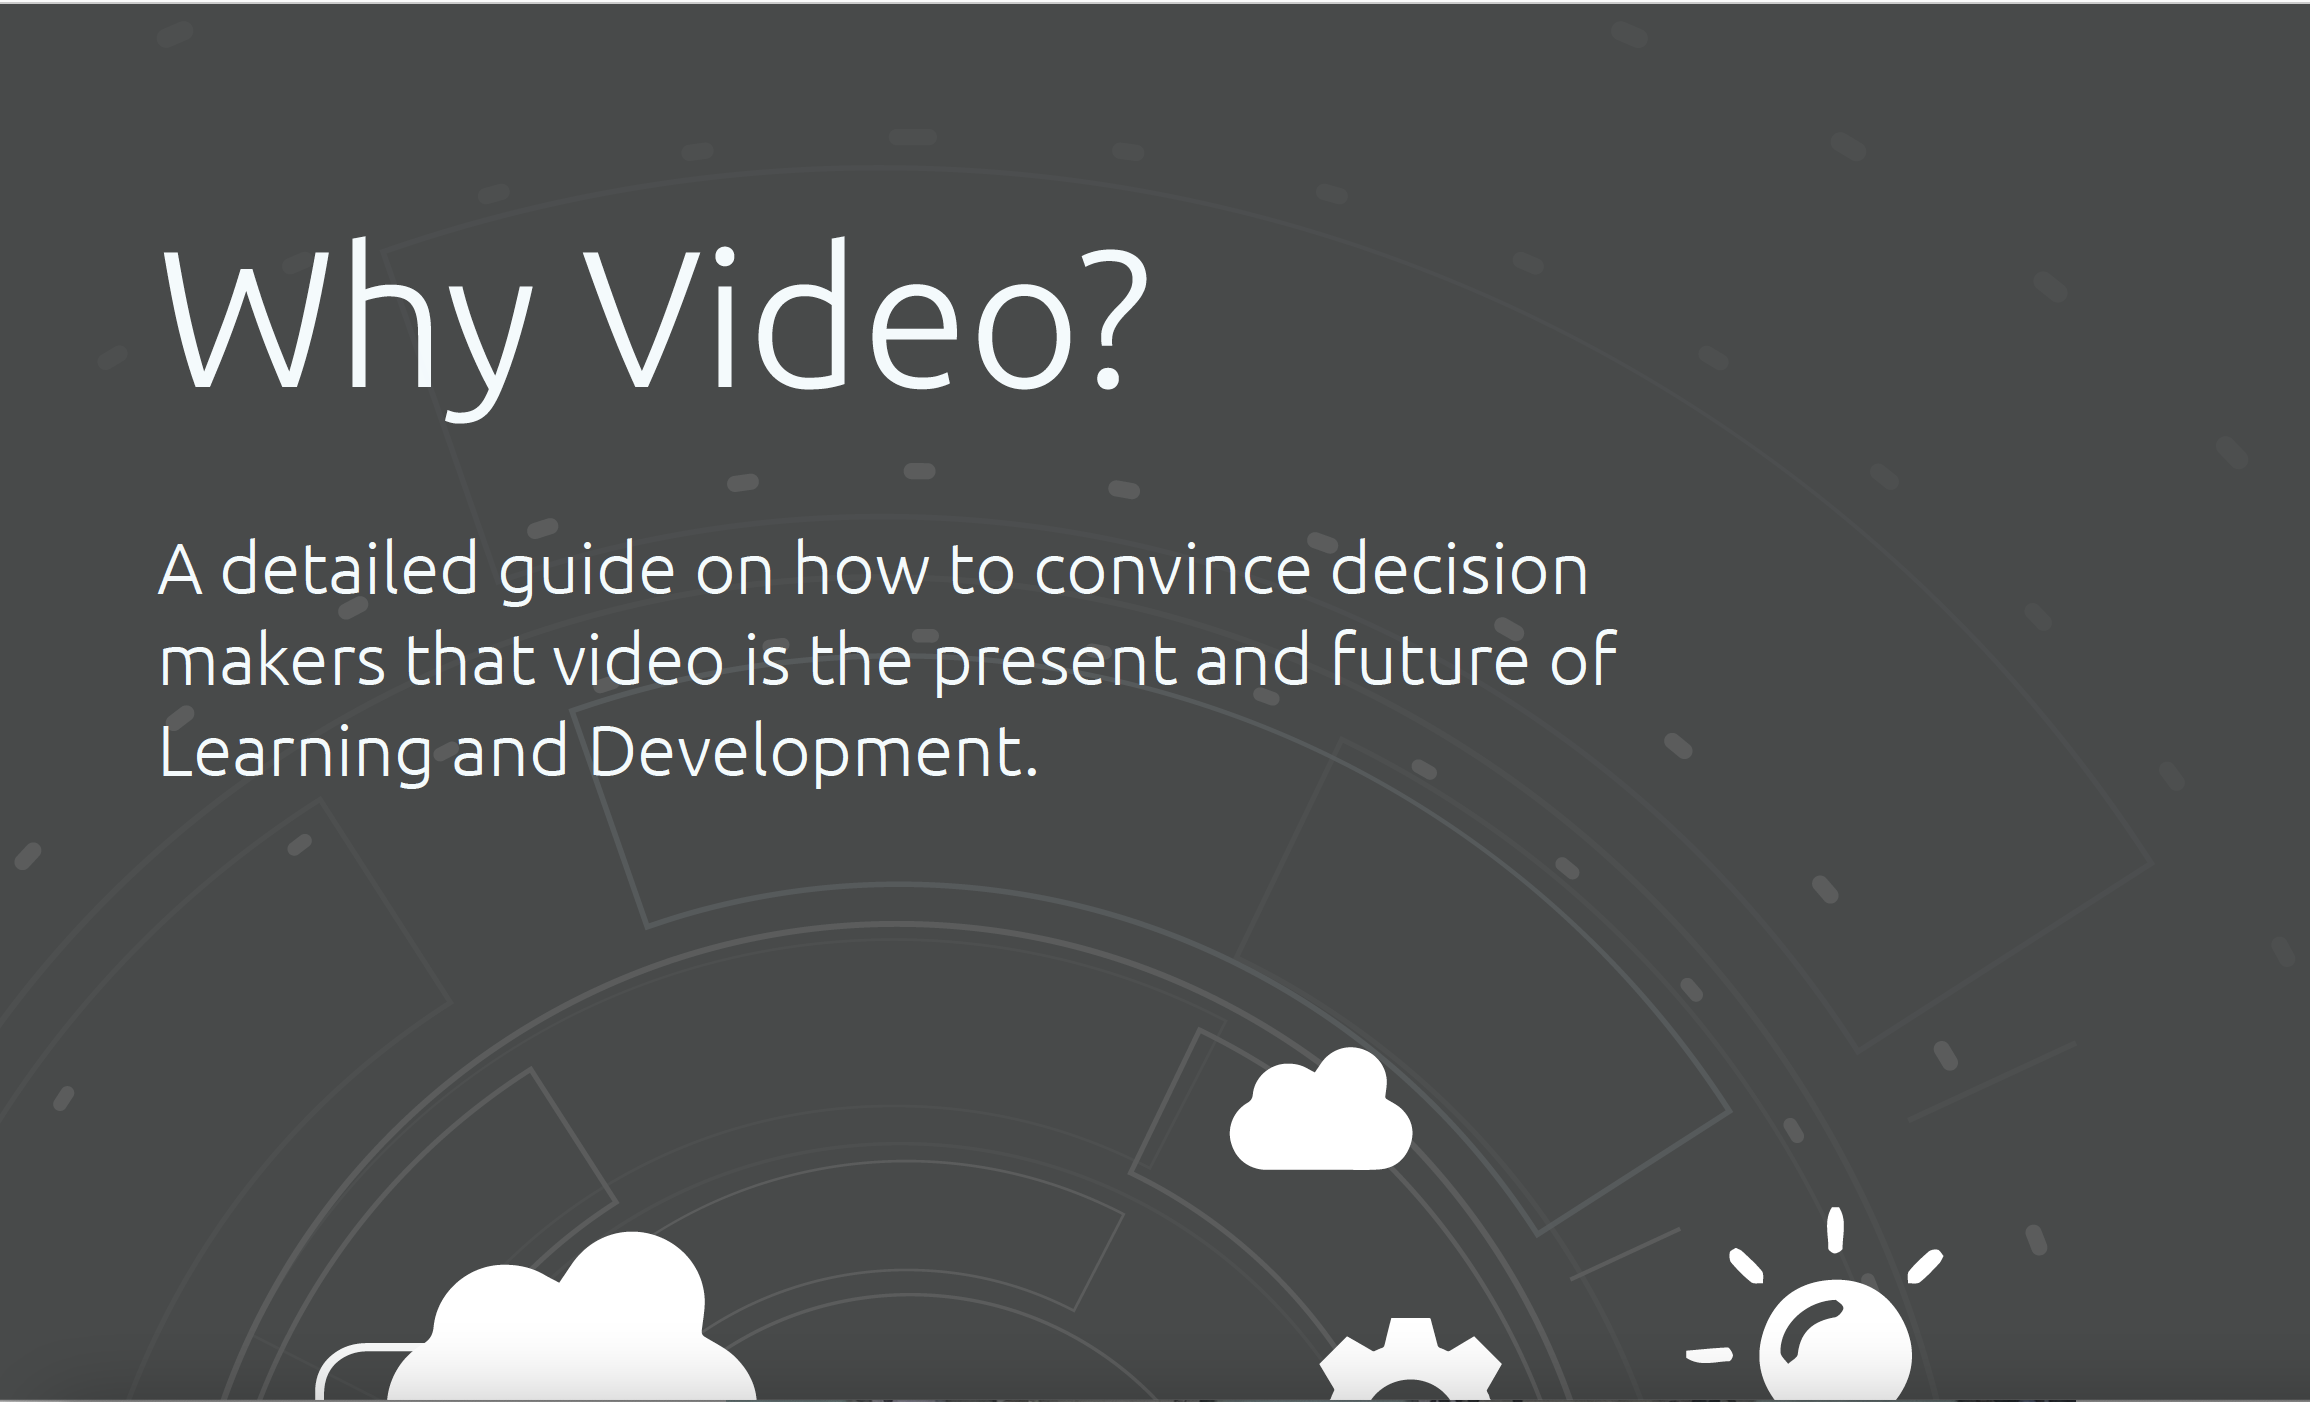 Why Video?
A detailed guide on how to convince decision
makers that video is the present and future of
Learning and Development.